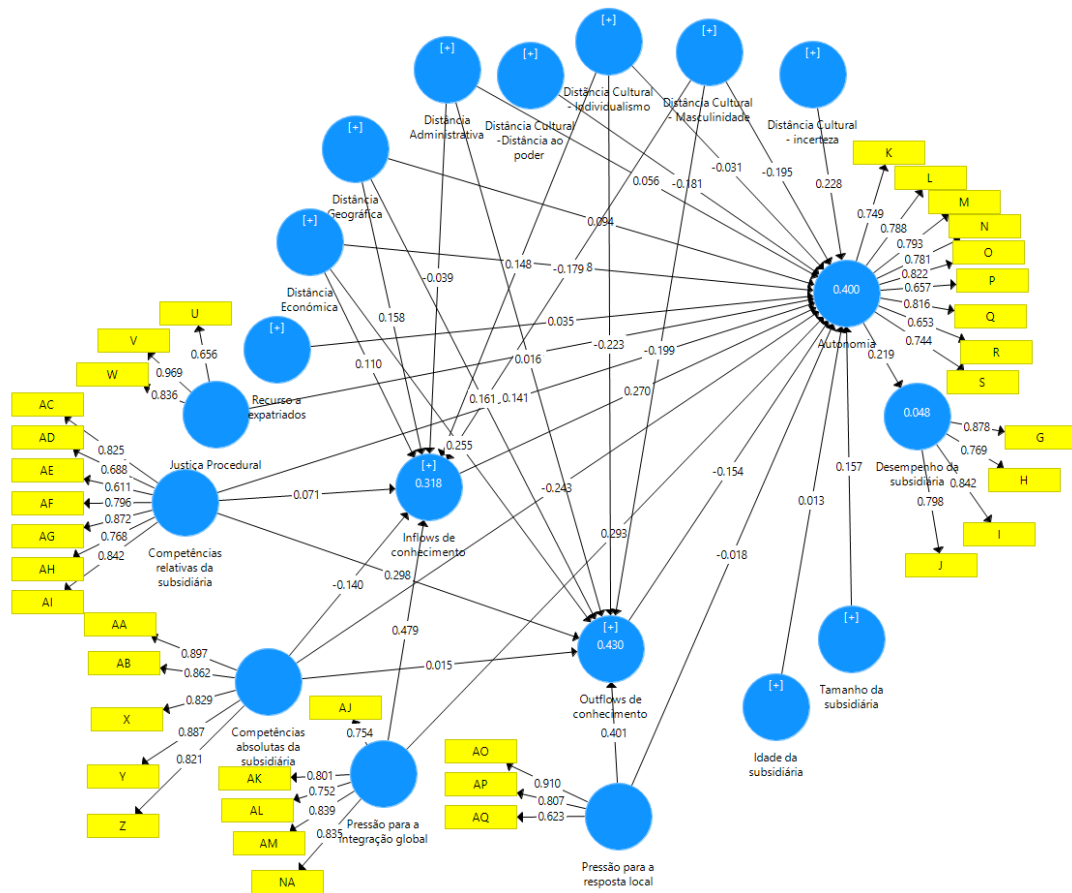 [+]
[+]
[+]
[+]
[+]
Distância
Administrativa
Distância Cultural
-Distância ao
poder
Distância Cultural
- Individualismo
Distância Cultural
- Masculinidade
Distância Cultural
- incerteza
[+]
Distância
Geográfica
[+]
Distância
Económica
[+]
Recurso a
expatriados
K
L
M
N
O
P
Q
R
S
0.749
0.788
0.793
0.781
0.822
0.657
0.816
0.653
0.744
-0.031
0.056
-0.181
-0.195
0.228
0.094
0.148
-0.179
8
-0.039
0.158
0.110
0.035
-0.223
0.016
-0.199
0.161
0.141
0.270
0.255
0.400
Autonomia
0.219
0.157
0.013
-0.154
-0.018
0.293
-0.243
U
V
W
0.656
0.969
0.836
Justiça Procedural
AC
AD
AE
AF
AG
AH
AI
0.825
0.688
0.611
0.796
0.872
0.768
0.842
Competências
relativas da
subsidiária
0.071
0.298
[+]
0.318
Inflows de
conhecimento
-0.140
0.479
0.015
0.048
Desempenho da
subsidiária
0.878
0.769
0.842
0.798
G
H
I
J
AA
AB
X
Y
Z
0.897
0.862
0.829
0.887
0.821
Competências
absolutas da
subsidiária
[+]
0.430
Outflows de
conhecimento
0.401
[+]
Tamanho da
subsidiária
[+]
Idade da
subsidiária
AJ
AK
AL
AM
NA
0.754
0.801
0.752
0.839
0.835
Pressão para a
integração global
AO
AP
AQ
0.910
0.807
0.623
Pressão para a
resposta local